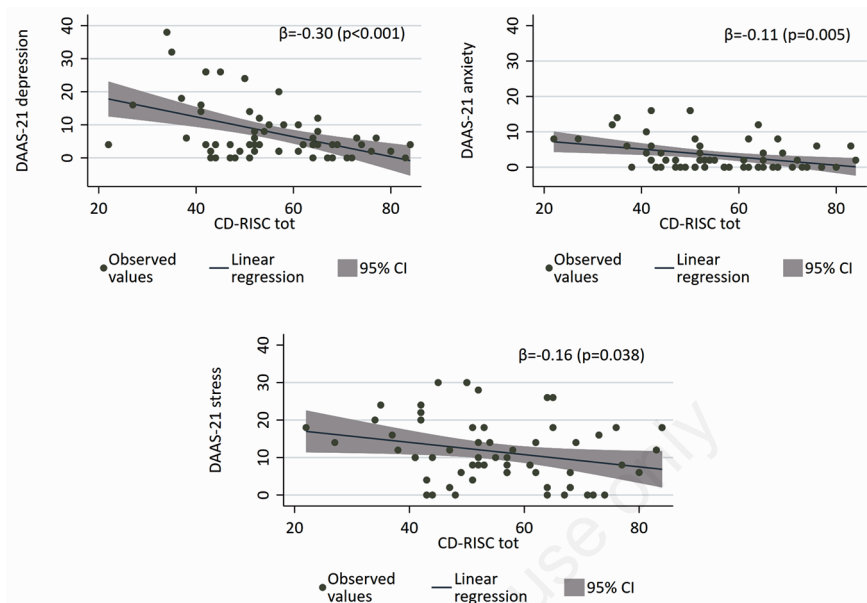 DAAS-21 depression
40
30
20
10
0
β=-0.30 (p<0.001)
20 40 60 80
CD-RISC tot
Observed values
Linear regression
95% CI
DAAS-21 anxiety
40
30
20
10
0
β=-0.11 (p=0.005)
20 40 60 80
CD-RISC tot
Observed values
Linear regression
95% CI
DAAS-21 stress
40
30
20
10
0
β=-0.16 (p=0.038)
20 40 60 80
CD-RISC tot
Observed values
Linear regression
95% CI
use only